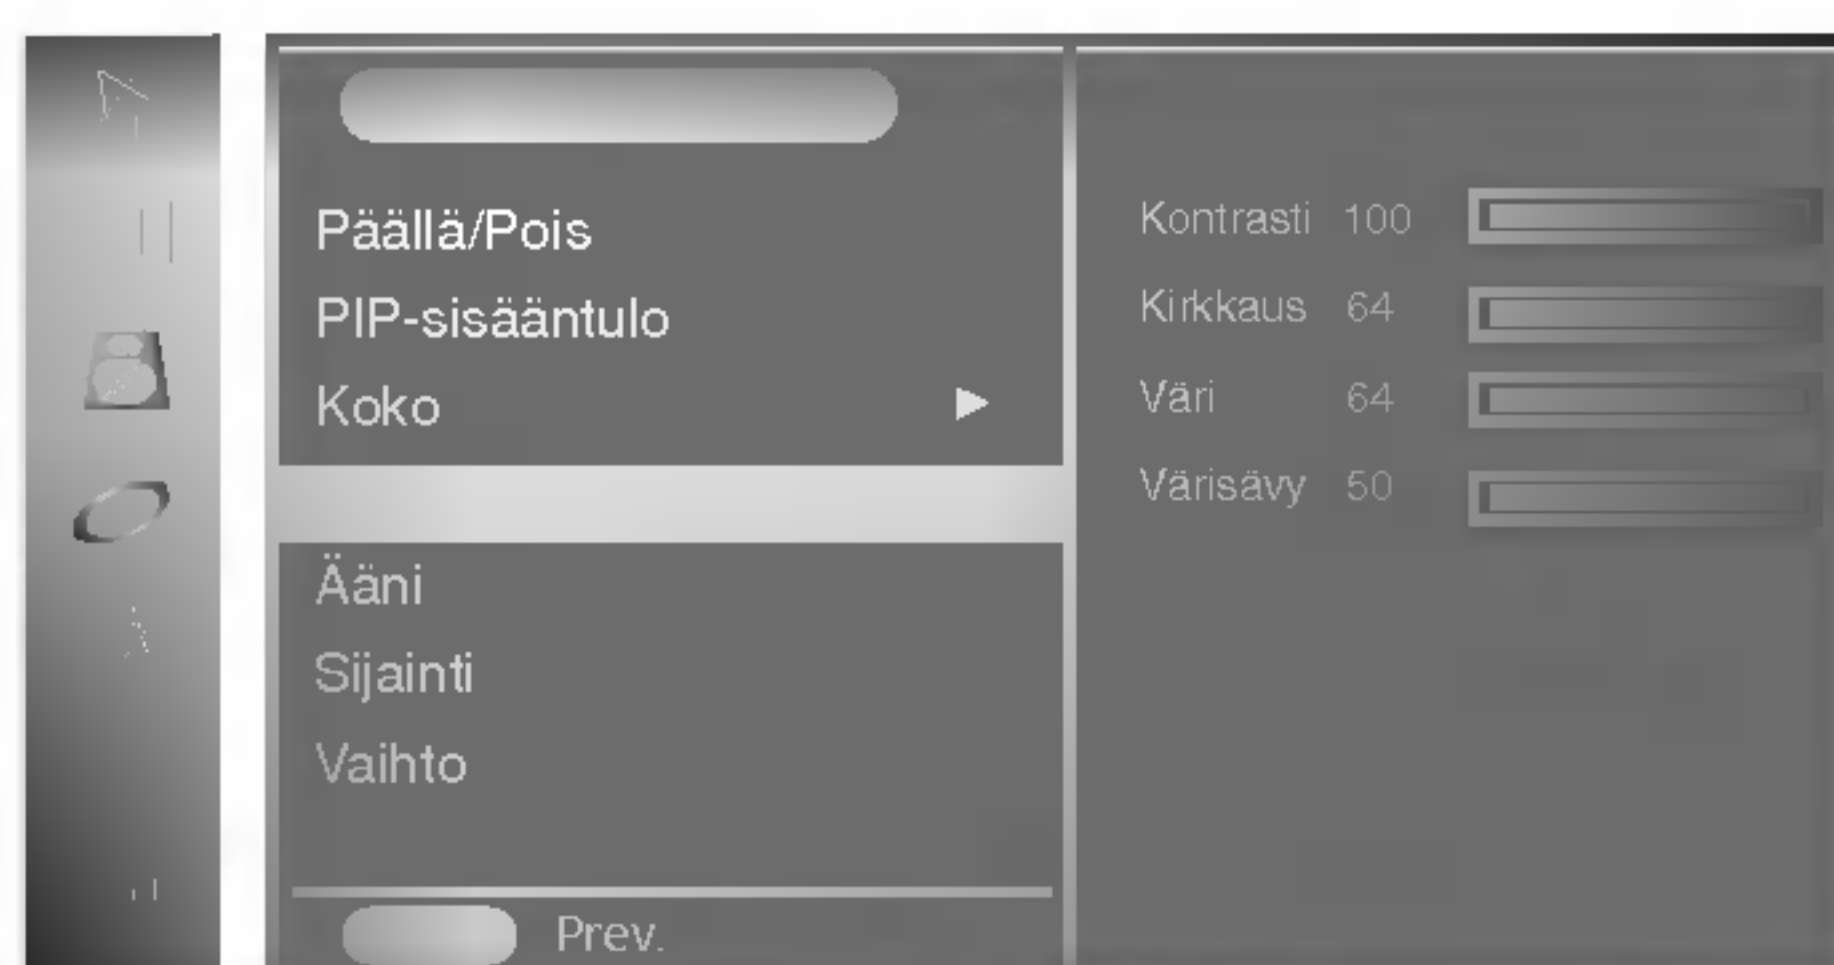 Päällä/Pois
PIP-sisääntulo
Koko
Ääni
Sijainti
Vaihto
Prev.
Kontrasti 100
Kirkkaus 64
Väri 64
Värisävy 50